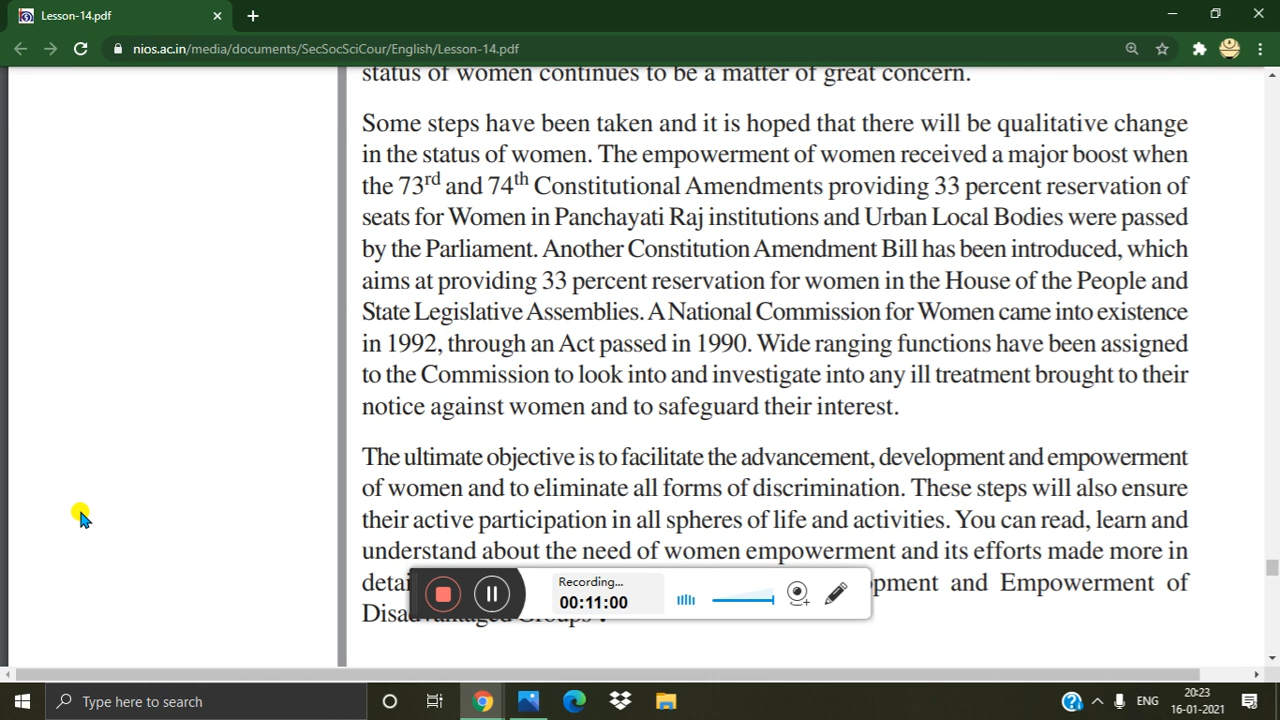 Lesson-14.pdf
nios.ac.in/media/documents/SecSocSciCour/English/Lesson-14.pdf
status of women continues to be a matter of great concern.
Some steps have been taken and it is hoped that there will be qualitative change
in the status of women. The empowerment of women received a major boost when
the 73rd and 74th Constitutional Amendments providing 33 percent reservation of
seats for Women in Panchayati Raj institutions and Urban Local Bodies were passed
by the Parliament. Another Constitution Amendment Bill has been introduced, which
aims at providing 33 percent reservation for women in the House of the People and
State Legislative Assemblies. A National Commission for Women came into existence
in 1992, through an Act passed in 1990. Wide ranging functions have been assigned
to the Commission to look into and investigate into any ill treatment brought to their
notice against women and to safeguard their interest.
The ultimate objective is to facilitate the advancement, development and empowerment
of women and to eliminate all forms of discrimination. These steps will also ensure
their active participation in all spheres of life and activities. You can read, learn and
understand about the need of women empowerment and its efforts made more in
and Empowerment of
Recording...
00:11:00
Type here to search
ENG
20:23
16-01-2021